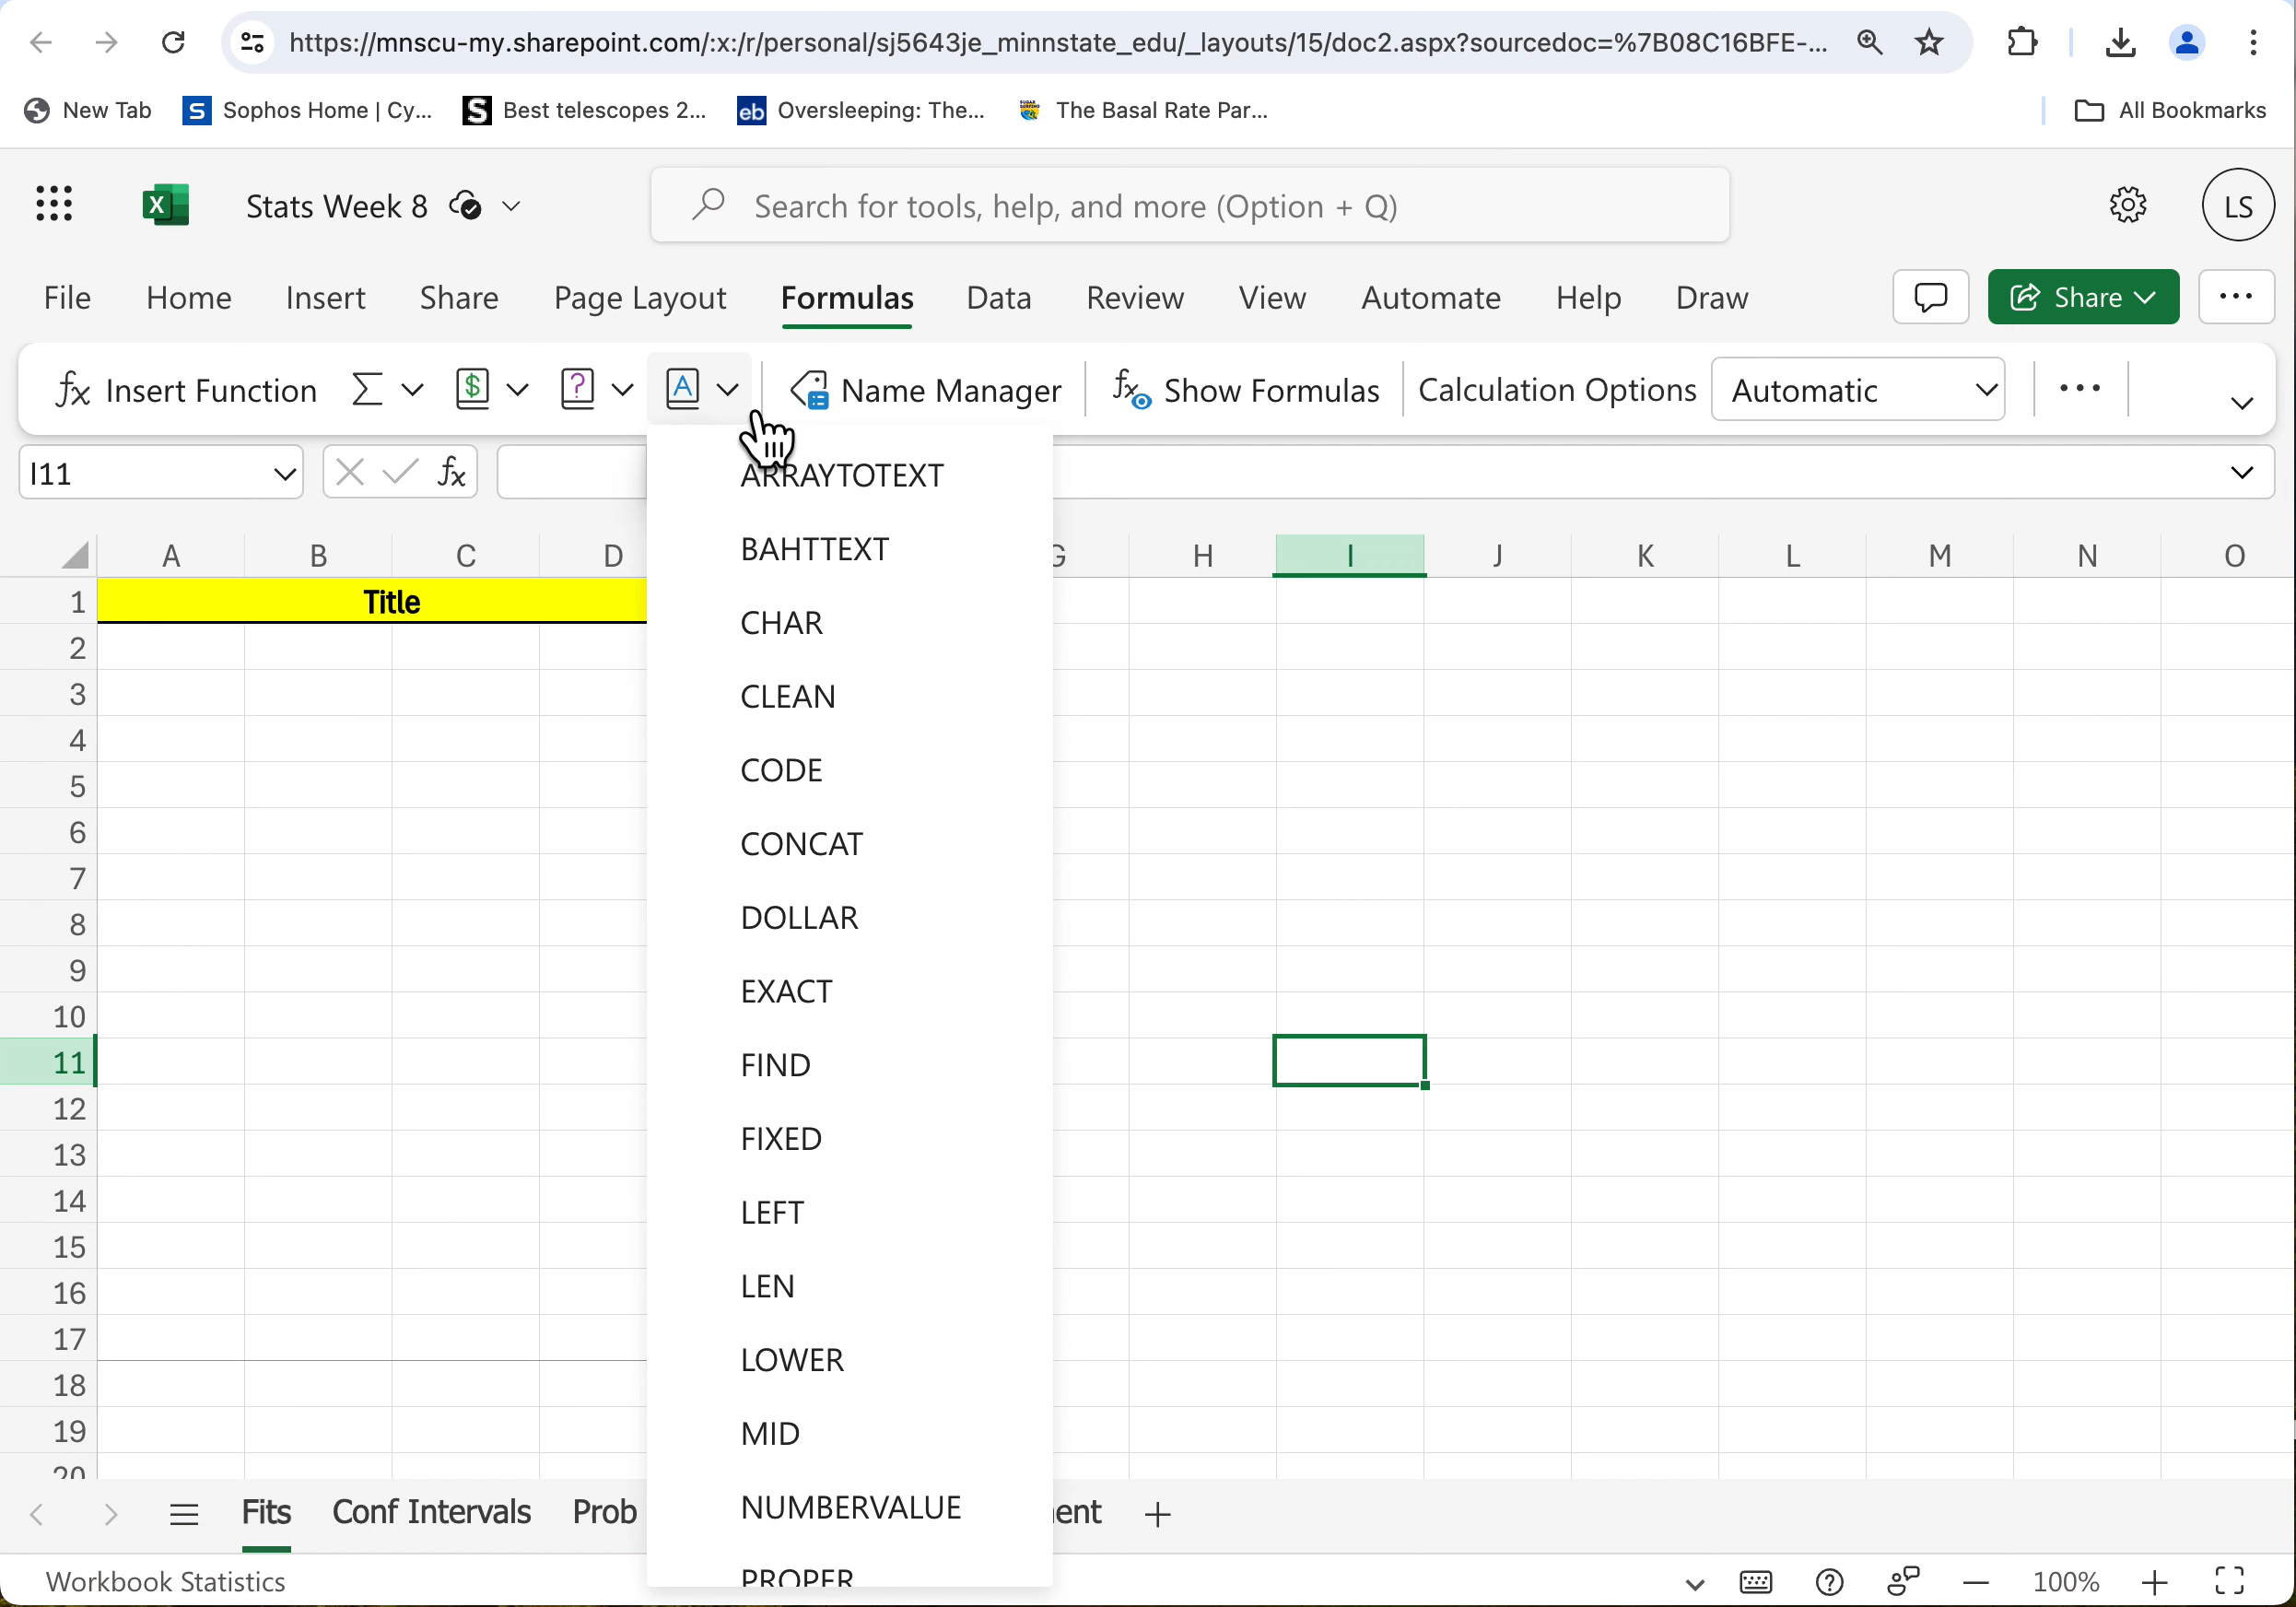 https://mnscu-my.sharepoint.com/:x:/r/personal/sj5643je_minnstate_edu/_layouts/15/doc2.aspx?sourcedoc=%7B08C16BFE-...
New Tab
S Sophos Home | Cy...
S Best telescopes 2...
eb Oversleeping: The...
The Basal Rate Par...
All Bookmarks
X Stats Week 8
Search for tools, help, and more (Option + Q)
LS
File Home Insert Share Page Layout Formulas Data Review View Automate Help Draw
Share
fx Insert Function
Name Manager
Show Formulas
Calculation Options
Automatic
I11
fx
ARRAYTOTEXT
BAHTTEXT
CHAR
CLEAN
CODE
CONCAT
DOLLAR
EXACT
FIND
FIXED
LEFT
LEN
LOWER
MID
NUMBERVALUE
PROPER
A B C D G H I J K L M N O
1 Title
2
3
4
5
6
7
8
9
10
11
12
13
14
15
16
17
18
19
20
Fits Conf Intervals Prob ent
Workbook Statistics
100%